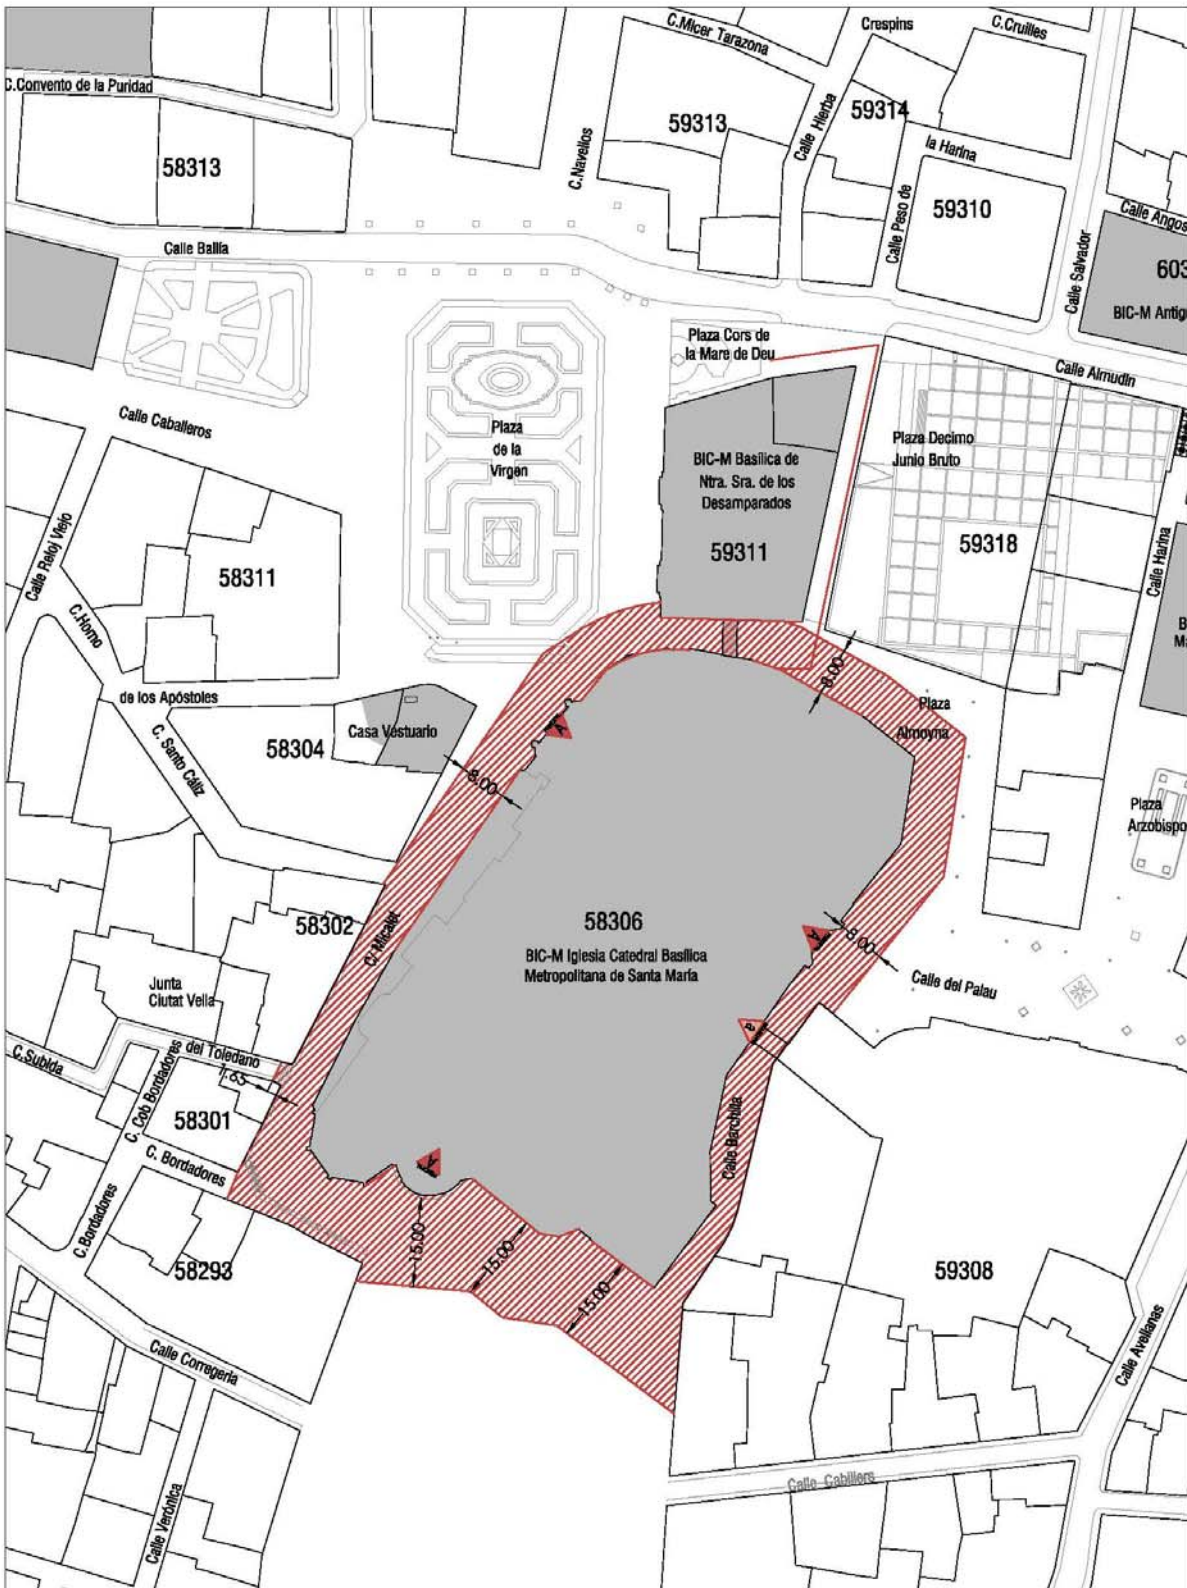 C.Micer Tarazona
Crespins
C.Cruilles
C.Convento de la Puridad
59313
59314
Calle Hierba
la Harina
58313
C.Navellos
Calle Peso de
59310
Calle Angos
Calle Bailía
Calle Salvador
603
BIC-M Antig
Plaza Cors de
la Mare de Deu
Calle Almudin
Calle Caballeros
Plaza
de la
Virgen
BIC-M Basílica de
Ntra. Sra. de los
Desamparados
59311
Plaza Decimo
Junio Bruto
59318
Calle Reloj Viejo
58311
Calle Harina
C.Horno
B
Ma
de los Apóstoles
8.00
Plaza
Almoyna
C. Santo Cáliz
58304
Casa Vestuario
A
8.00
Plaza
Arzobispo
58302
C/ Micalet
58306
BIC-M Iglesia Catedral Basílica
Metropolitana de Santa María
A
8.00
Calle del Palau
Junta
Ciutat Vella
a
C.Subida
del Toledano
7.65
C. Cob Bordadores
58301
C. Bordadores
A
Calle Barchilla
C.Bordadores
58293
15.00
15.00
15.00
59308
Calle Corregeria
Calle Avellanas
Calle Verónica
Calle Cabillers